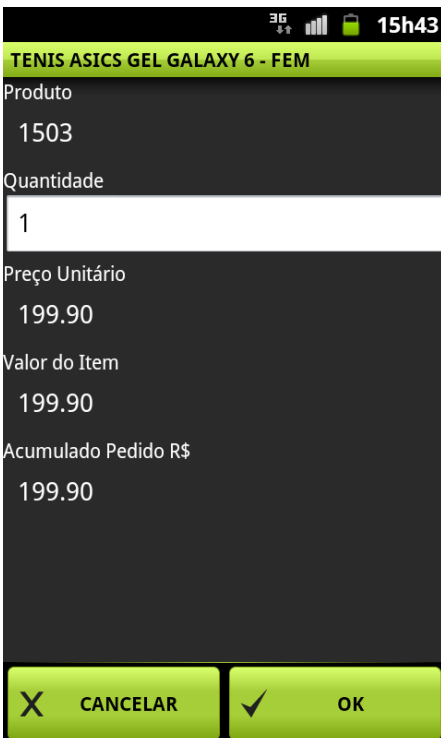 3G 15h43
TENIS ASICS GEL GALAXY 6 - FEM
Produto
1503
Quantidade
1
Preço Unitário
199.90
Valor do Item
199.90
Acumulado Pedido R$
199.90
X CANCELAR OK